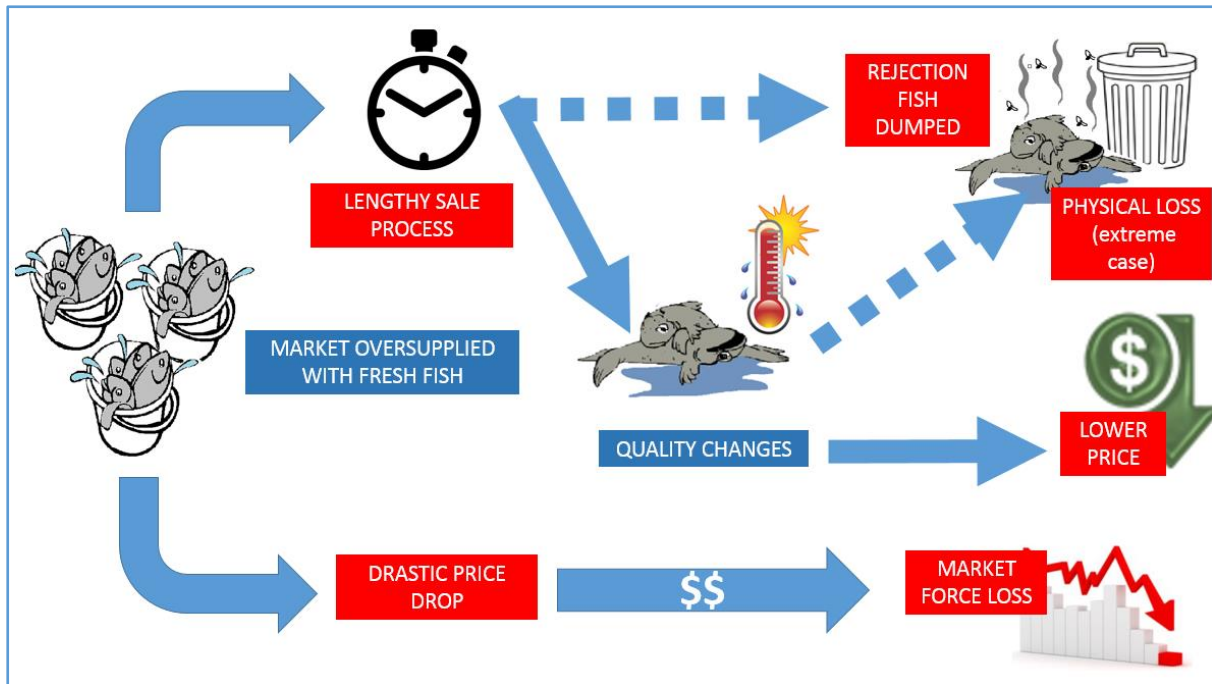 REJECTION
FISH
DUMPED
LENGTHY SALE
PROCESS
PHYSICAL LOSS
(extreme
case)
MARKET OVERSUPPLIED
WITH FRESH FISH
$
QUALITY CHANGES
LOWER
PRICE
DRASTIC PRICE
DROP
$$
MARKET
FORCE LOSS